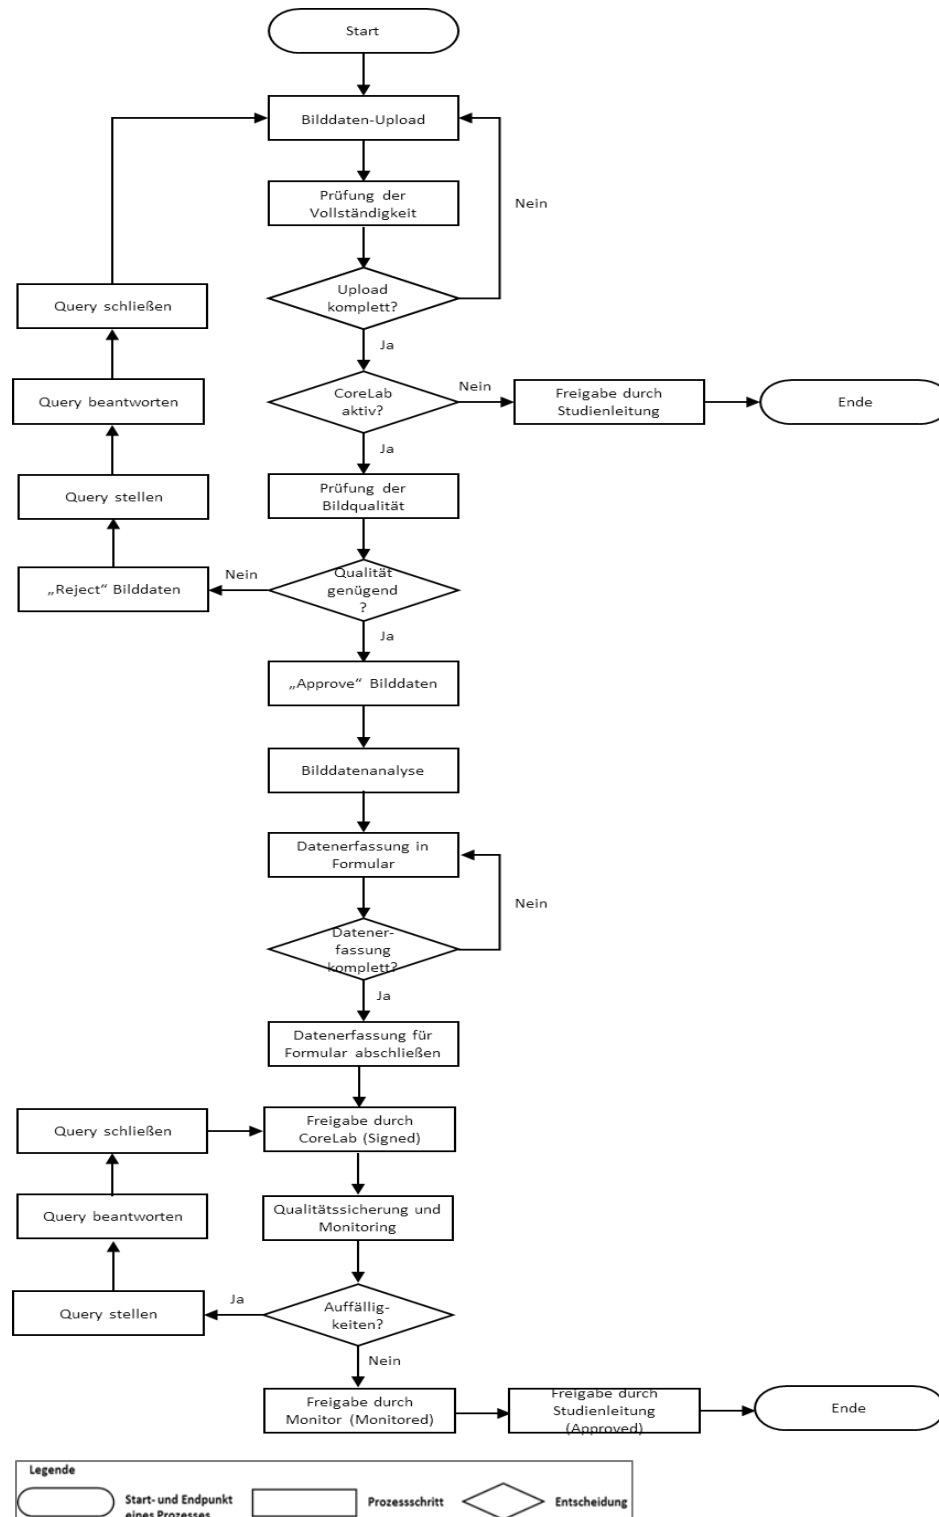 Start
Bilddaten-Upload
Prüfung der
Vollständigkeit
Nein
Upload
komplett?
Query schließen
Ja
CoreLab
aktiv?
Nein
Freigabe durch
Studienleitung
Ende
Query beantworten
Ja
Prüfung der
Bildqualität
Query stellen
Qualität
genügend
?
Nein
„Reject“ Bilddaten
Ja
„Approve“ Bilddaten
Bilddatenanalyse
Datenerfassung in
Formular
Nein
Datener-
fassung
komplett?
Ja
Datenerfassung für
Formular abschließen
Query schließen
Freigabe durch
CoreLab (Signed)
Query beantworten
Qualitätssicherung und
Monitoring
Auffällig-
keiten?
Ja
Query stellen
Nein
Freigabe durch
Monitor (Monitored)
Freigabe durch
Studienleitung
(Approved)
Ende
Legende
Start- und Endpunkt
eines Prozesses
Prozessschritt
Entscheidung